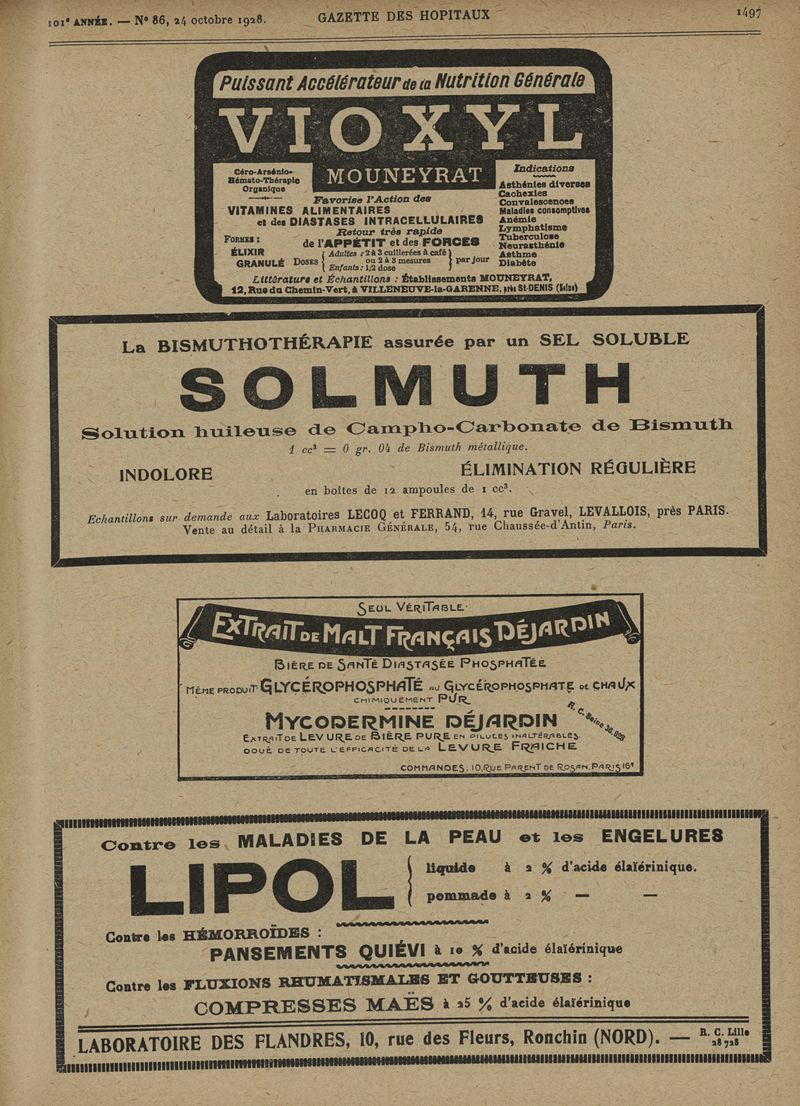 101e ANNÉE. — No 86, 24 octobre 1928.
GAZETTE DES HOPITAUX
1497
Puissant Accélérateur de la Nutrition Générale
VIOXYL
MOUNEYRAT
Céro-Arsénio-
Hémato-Thérapie
Organique
Favorise l'Action des
VITAMINES ALIMENTAIRES
et des DIASTASES INTRACELLULAIRES
Retour très rapide
de l'APPÉTIT et des FORCES
FORMES :
ÉLIXIR
GRANULÉ
DOSES
Adultes : 2 à 3 cuillerées à café
ou 2 à 3 mesures
Enfants : 1/2 dose
par jour
Indications
Asthénies diverses
Cachexies
Convalescences
Maladies consomptives
Anémie
Lymphatisme
Tuberculose
Neurasthénie
Asthme
Diabète
Littérature et Échantillons : Établissements MOUNEYRAT,
12, Rue du Chemin-Vert, à VILLENEUVE-la-GARENNE, près St-DENIS (Seine)
La BISMUTHOTHÉRAPIE assurée par un SEL SOLUBLE
SOLMUTH
Solution huileuse de Campho-Carbonate de Bismuth
1 cc³ = 0 gr. 04 de Bismuth métallique.
INDOLORE
ÉLIMINATION RÉGULIÈRE
en boîtes de 12 ampoules de 1 cc³.
Echantillons sur demande aux Laboratoires LECOQ et FERRAND, 14, rue Gravel, LEVALLOIS, près PARIS.
Vente au détail à la PHARMACIE GÉNÉRALE, 54, rue Chaussée-d'Antin, Paris.
SEUL VÉRITABLE
EXTRAIT DE MALT FRANÇAIS DÉJARDIN
BIÈRE DE SANTÉ DIASTASÉE PHOSPHATÉE
MÊME PRODUIT GLYCÉROPHOSPHATÉ AU GLYCÉROPHOSPHATE DE CHAUX
CHIMIQUEMENT PUR
MYCODERMINE DÉJARDIN
R. C. Seine 36.029
EXTRAIT DE LEVURE DE BIÈRE PURE EN PILULES INALTÉRABLES
DOUÉ DE TOUTE L'EFFICACITÉ DE LA LEVURE FRAICHE
COMMANDES. 10, RUE PARENT DE ROSAN, PARIS 16e
Contre les MALADIES DE LA PEAU et les ENGELURES
LIPOL
liquide à 2 % d'acide élaïérinique.
pommade à 2 % — —
Contre les HÉMORROÏDES :
PANSEMENTS QUIÉVI à 10 % d'acide élaïérinique
Contre les FLUXIONS RHUMATISMALES ET GOUTTEUSES :
COMPRESSES MAËS à 25 % d'acide élaïérinique
LABORATOIRE DES FLANDRES, 10, rue des Fleurs, Ronchin (NORD). — R. C. Lille 28728